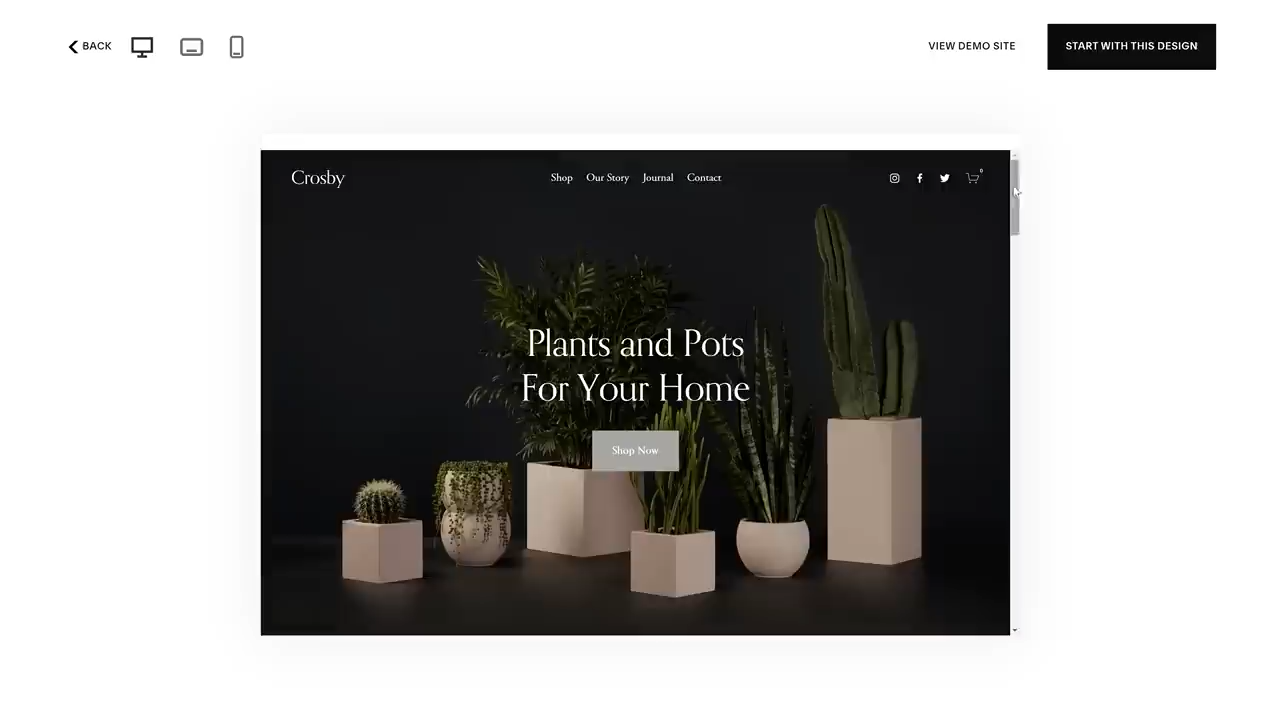 BACK
VIEW DEMO SITE
START WITH THIS DESIGN
Crosby
Shop Our Story Journal Contact
0
Plants and Pots
For Your Home
Shop Now